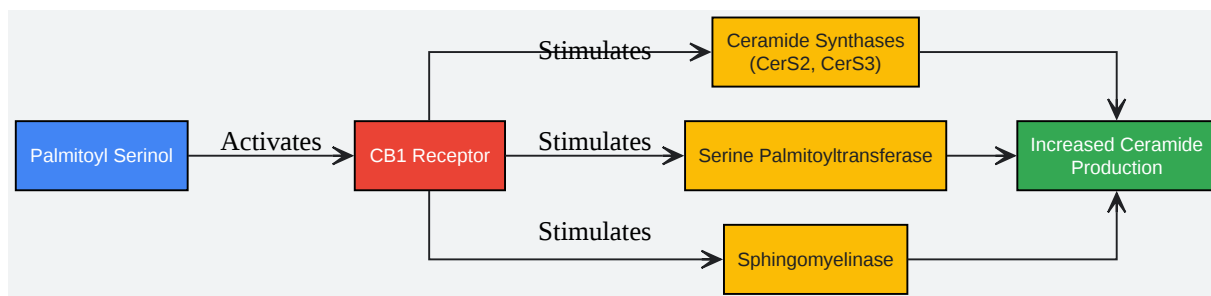 Stimulates
Ceramide Synthases
(CerS2, CerS3)
Palmitoyl Serinol
Activates
CB1 Receptor
Stimulates
Serine Palmitoyltransferase
Increased Ceramide
Production
Stimulates
Sphingomyelinase